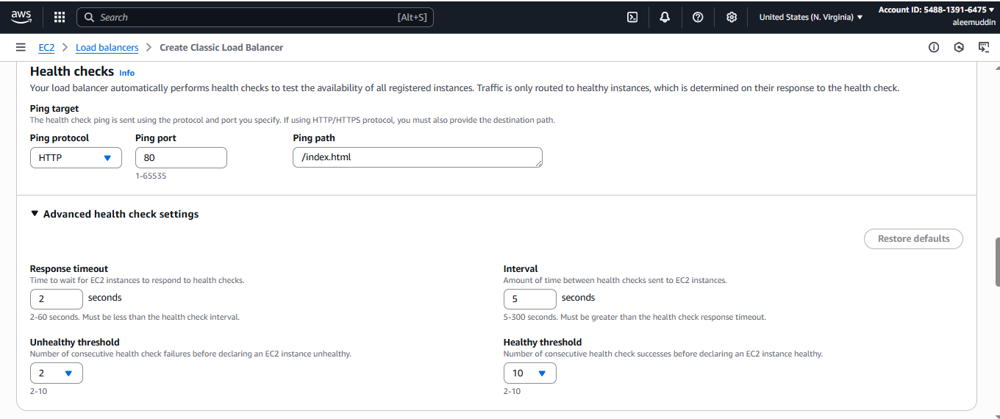 aws
Search [Alt+S]
United States (N. Virginia)
Account ID: 5488-1391-6475
aleemuddin
EC2 > Load balancers > Create Classic Load Balancer
Health checks Info
Your load balancer automatically performs health checks to test the availability of all registered instances. Traffic is only routed to healthy instances, which is determined on their response to the health check.
Ping target
The health check ping is sent using the protocol and port you specify. If using HTTP/HTTPS protocol, you must also provide the destination path.
Ping protocol Ping port Ping path
HTTP 80 /index.html
1-65535
Advanced health check settings
Restore defaults
Response timeout
Time to wait for EC2 instances to respond to health checks.
2 seconds
2-60 seconds. Must be less than the health check interval.
Interval
Amount of time between health checks sent to EC2 instances.
5 seconds
5-300 seconds. Must be greater than the health check response timeout.
Unhealthy threshold
Number of consecutive health check failures before declaring an EC2 instance unhealthy.
2
2-10
Healthy threshold
Number of consecutive health check successes before declaring an EC2 instance healthy.
10
2-10